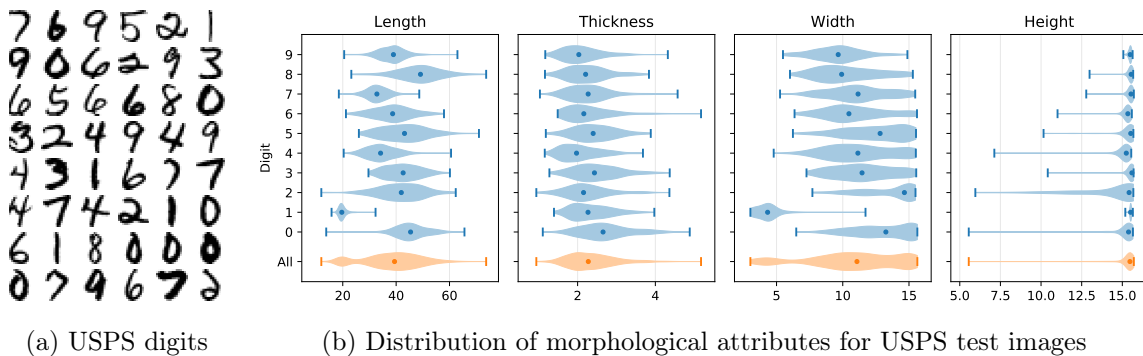 7 6 9 5 2 1
9 0 6 2 9 3
6 5 6 6 8 0
3 2 4 9 4 9
4 3 1 6 7 7
4 7 4 2 1 0
6 1 8 0 0 0
0 7 9 6 7 2
(a) USPS digits
Length Thickness Width Height
Digit
9
8
7
6
5
4
3
2
1
0
All
20 40 60
2 4
5 10 15
5.0 7.5 10.0 12.5 15.0
(b) Distribution of morphological attributes for USPS test images